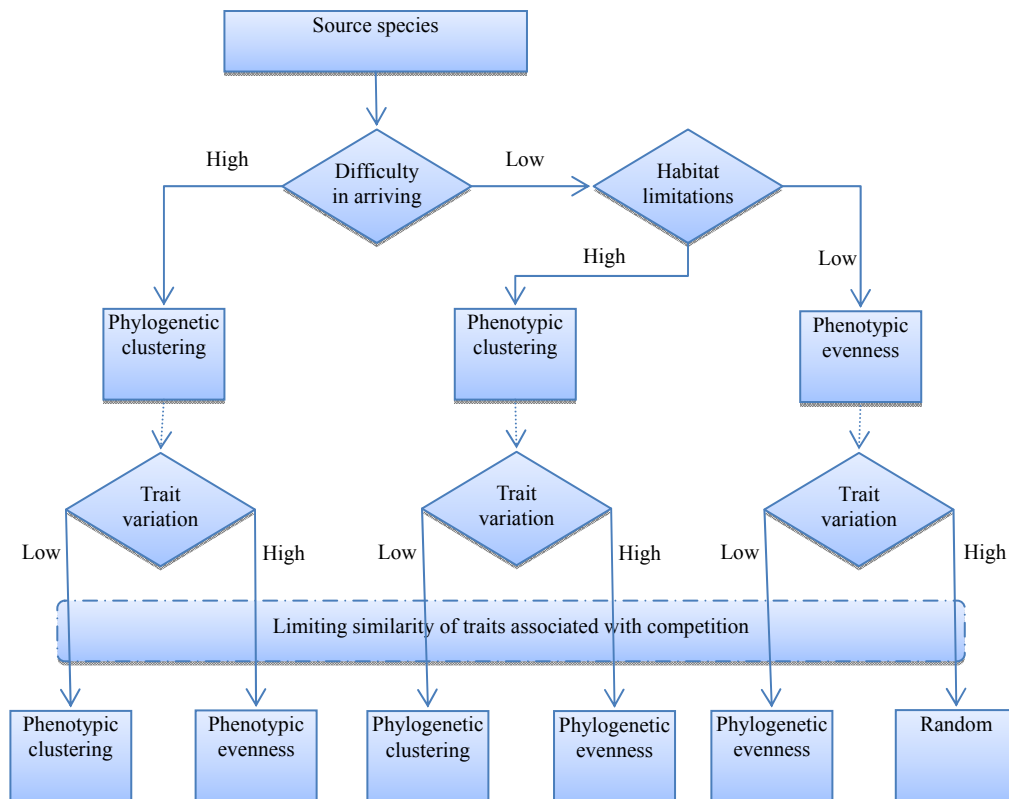 Source species
High
Difficulty
in arriving
Low
Habitat
limitations
High
Low
Phylogenetic
clustering
Phenotypic
clustering
Phenotypic
evenness
Trait
variation
Trait
variation
Trait
variation
Low
High
Low
High
Low
High
Limiting similarity of traits associated with competition
Phenotypic
clustering
Phenotypic
evenness
Phylogenetic
clustering
Phylogenetic
evenness
Phylogenetic
evenness
Random